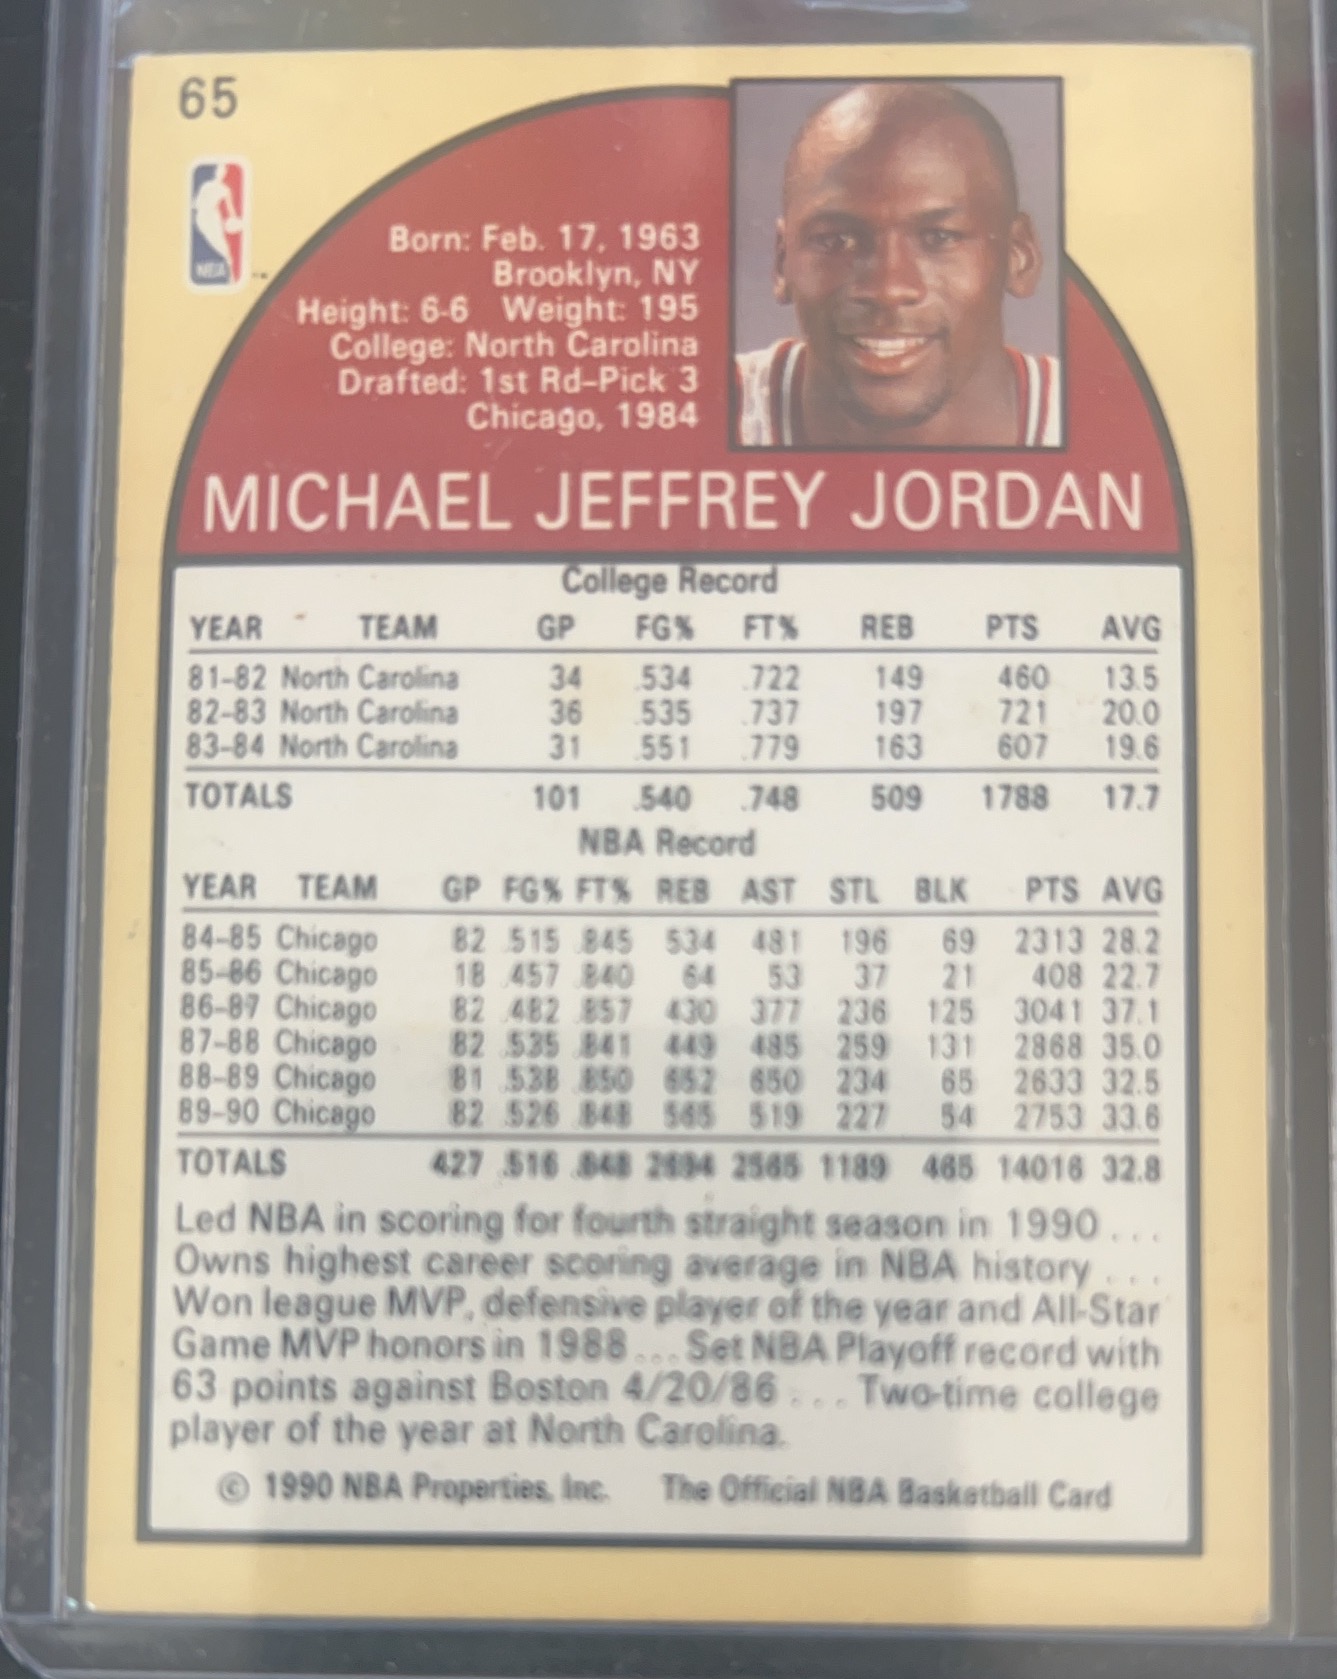 65
NBA
Born: Feb. 17, 1963
Brooklyn, NY
Height: 6-6 Weight: 195
College: North Carolina
Drafted: 1st Rd-Pick 3
Chicago, 1984
MICHAEL JEFFREY JORDAN
College Record
YEAR TEAM GP FG% FT% REB PTS AVG
81-82 North Carolina 34 .534 .722 149 460 13.5
82-83 North Carolina 36 .535 .737 197 721 20.0
83-84 North Carolina 31 .551 .779 163 607 19.6
TOTALS 101 .540 .748 509 1788 17.7
NBA Record
YEAR TEAM GP FG% FT% REB AST STL BLK PTS AVG
84-85 Chicago 82 .515 .845 534 481 196 69 2313 28.2
85-86 Chicago 18 .457 .840 64 53 37 21 408 22.7
86-87 Chicago 82 .482 .857 430 377 236 125 3041 37.1
87-88 Chicago 82 .535 .841 449 485 259 131 2868 35.0
88-89 Chicago 81 .538 .850 652 650 234 65 2633 32.5
89-90 Chicago 82 .526 .848 565 519 227 54 2753 33.6
TOTALS 427 .516 .848 2694 2565 1189 465 14016 32.8
Led NBA in scoring for fourth straight season in 1990 ...
Owns highest career scoring average in NBA history ...
Won league MVP, defensive player of the year and All-Star
Game MVP honors in 1988 ... Set NBA Playoff record with
63 points against Boston 4/20/86 ... Two-time college
player of the year at North Carolina.
© 1990 NBA Properties, Inc. The Official NBA Basketball Card